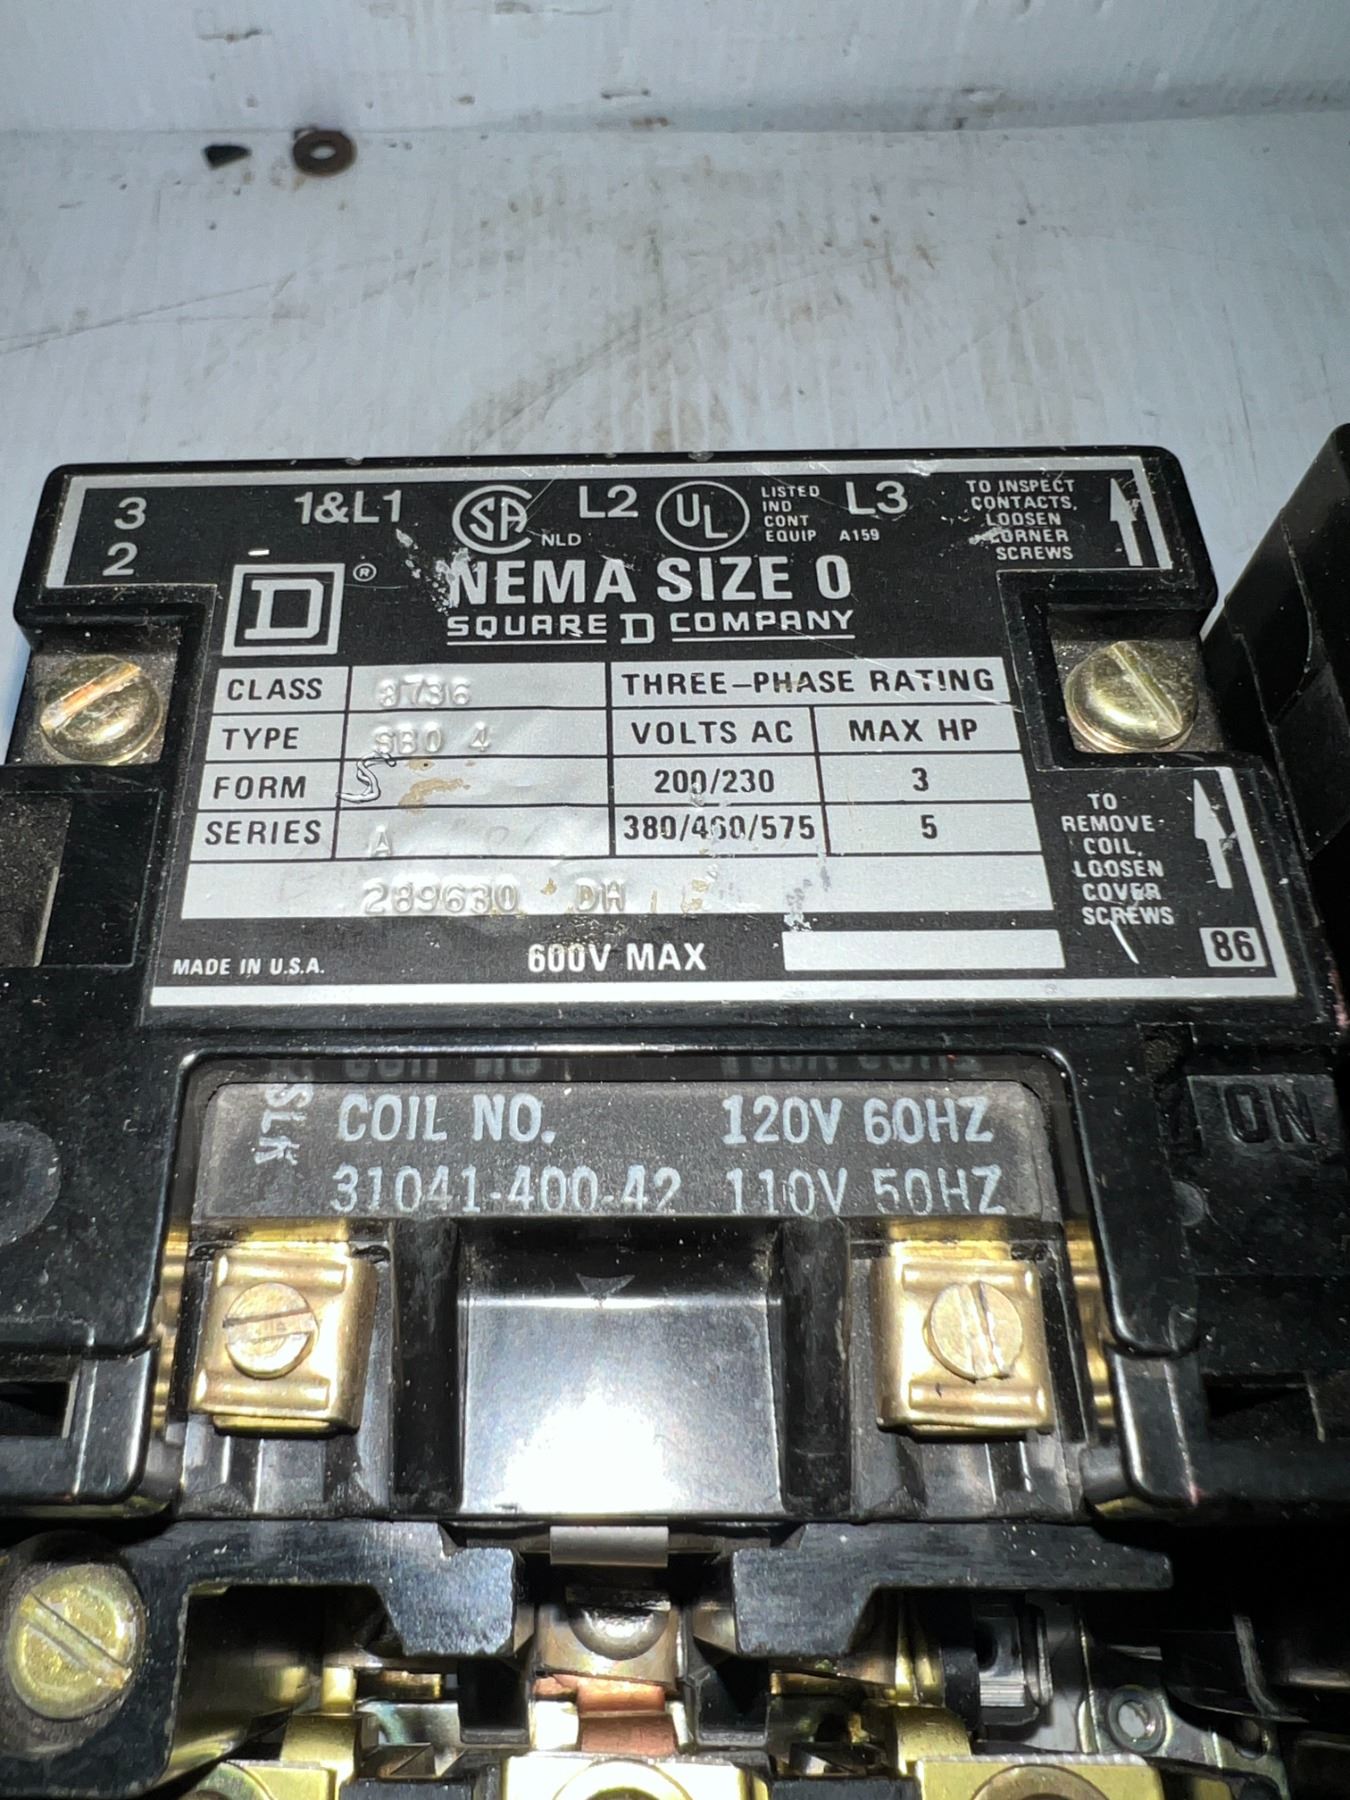 3 1&L1 SA NLD L2 UL LISTED IND CONT EQUIP A159 L3
2
TO INSPECT
CONTACTS,
LOOSEN
CORNER
SCREWS
D ® NEMA SIZE 0
SQUARE D COMPANY
CLASS 8736 THREE-PHASE RATING
TYPE SBO 4 VOLTS AC MAX HP
FORM S 200/230 3
SERIES A 380/460/575 5
289630 DH
TO
REMOVE
COIL,
LOOSEN
COVER
SCREWS
MADE IN U.S.A. 600V MAX 86
COIL NO. 120V 60HZ
31041-400-42 110V 50HZ
ON